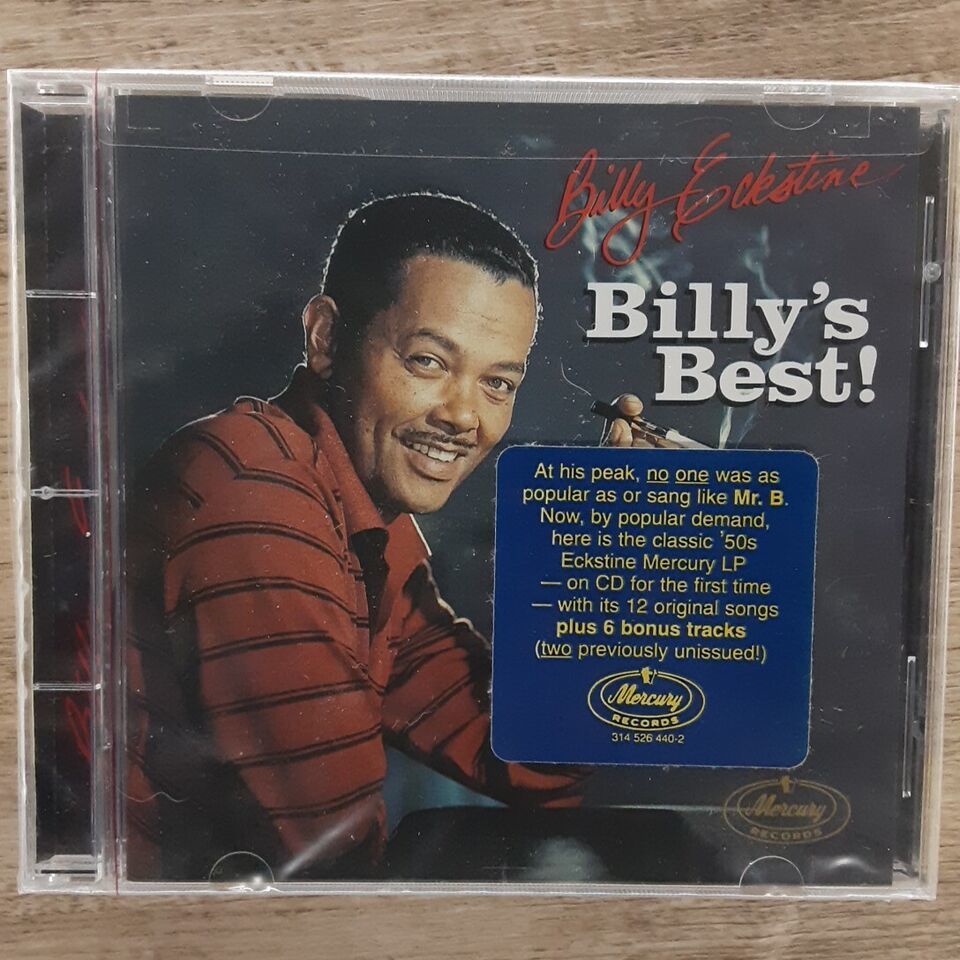 Billy Eckstine
Billy's
Best!
At his peak, no one was as
popular as or sang like Mr. B.
Now, by popular demand,
here is the classic '50s
Eckstine Mercury LP
— on CD for the first time
— with its 12 original songs
plus 6 bonus tracks
(two previously unissued!)
Mercury
RECORDS
314 526 440-2
Mercury
RECORDS